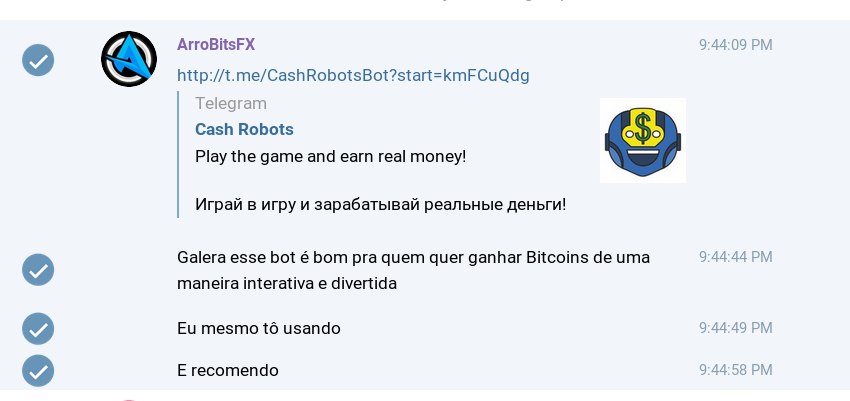 ArroBitsFX 9:44:09 PM
http://t.me/CashRobotsBot?start=kmFCuQdg
Telegram
Cash Robots
Play the game and earn real money!
Играй в игру и зарабатывай реальные деньги!
Galera esse bot é bom pra quem quer ganhar Bitcoins de uma 9:44:44 PM
maneira interativa e divertida
Eu mesmo tô usando 9:44:49 PM
E recomendo 9:44:58 PM